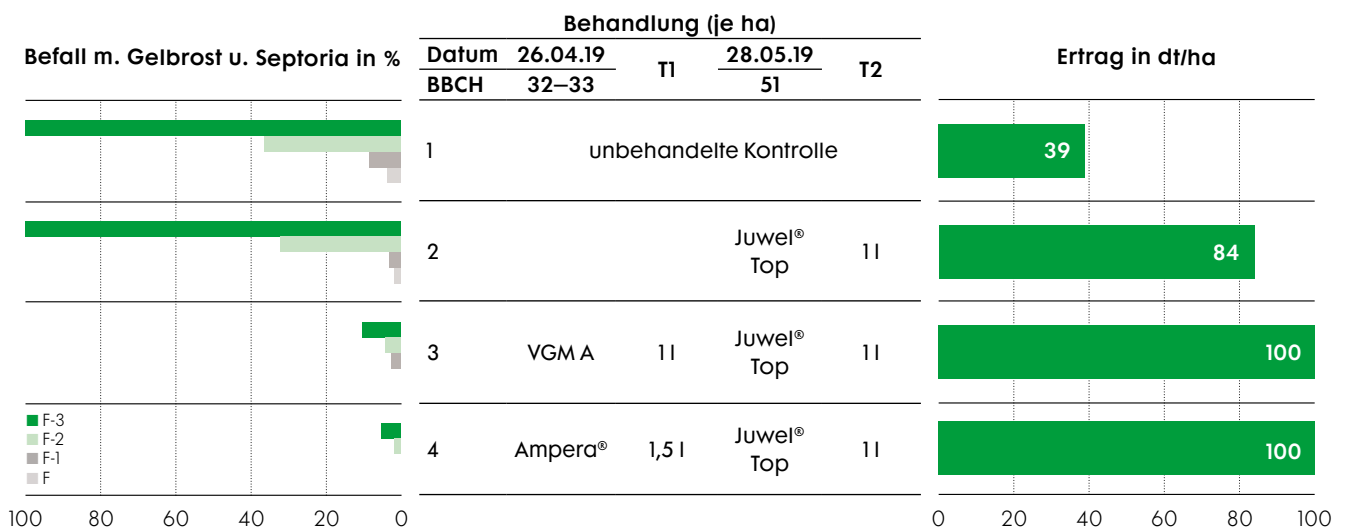 Behandlung (je ha)
Befall m. Gelbrost u. Septoria in %
Datum 26.04.19 T1 28.05.19 T2
BBCH 32–33 51
Ertrag in dt/ha
1 unbehandelte Kontrolle
39
2 Juwel® Top 1 l
84
3 VGM A 1 l Juwel® Top 1 l
100
4 Ampera® 1,5 l Juwel® Top 1 l
100
F-3
F-2
F-1
F
100 80 60 40 20 0
0 20 40 60 80 100